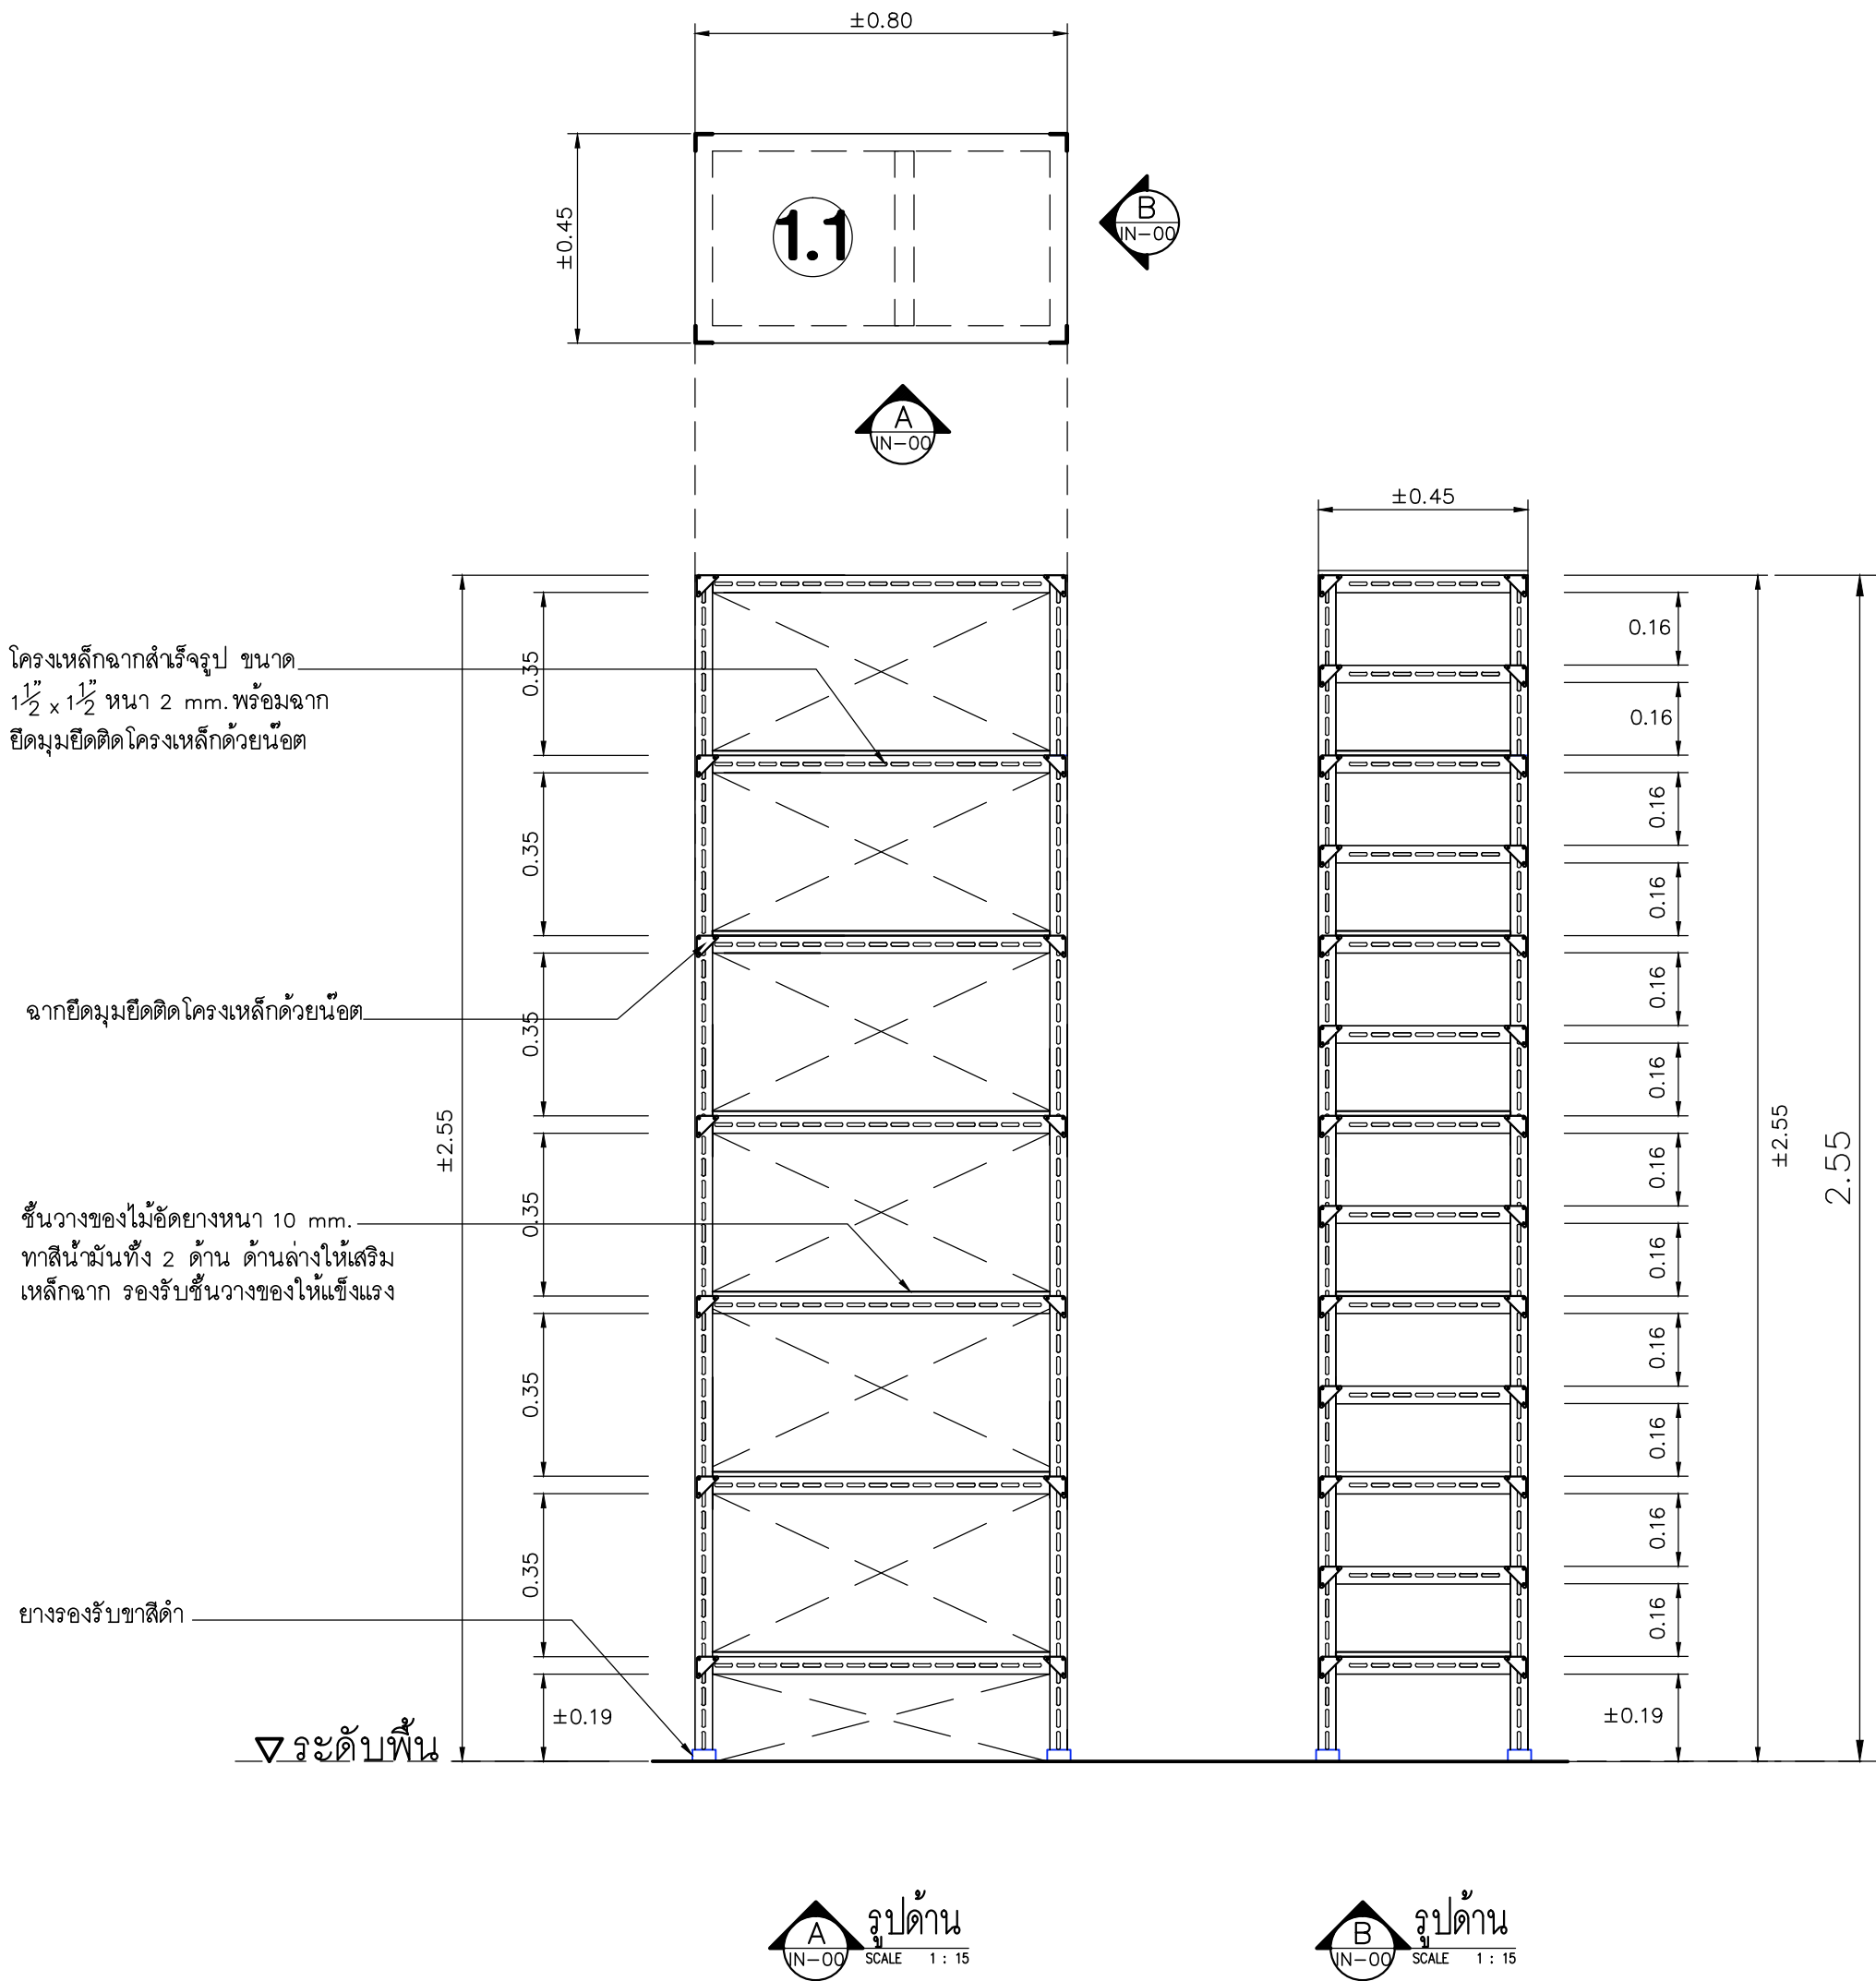 ±0.80
±0.45
1.1
B
IN-00
A
IN-00
±0.45
โครงเหล็กฉากสำเร็จรูป ขนาด
1 1/2" x 1 1/2" หนา 2 mm. พร้อมฉาก
ยึดมุมยึดติดโครงเหล็กด้วยน๊อต
ฉากยึดมุมยึดติดโครงเหล็กด้วยน๊อต
ชั้นวางของไม้อัดยางหนา 10 mm.
ทาสีน้ำมันทั้ง 2 ด้าน ด้านล่างให้เสริม
เหล็กฉาก รองรับชั้นวางของให้แข็งแรง
ยางรองรับขาสีดำ
ระดับพื้น
±2.55
0.35
0.35
0.35
0.35
0.35
0.35
±0.19
0.16
0.16
0.16
0.16
0.16
0.16
0.16
0.16
0.16
0.16
0.16
0.16
±0.19
±2.55
2.55
A
IN-00
รูปด้าน
SCALE 1 : 15
B
IN-00
รูปด้าน
SCALE 1 : 15